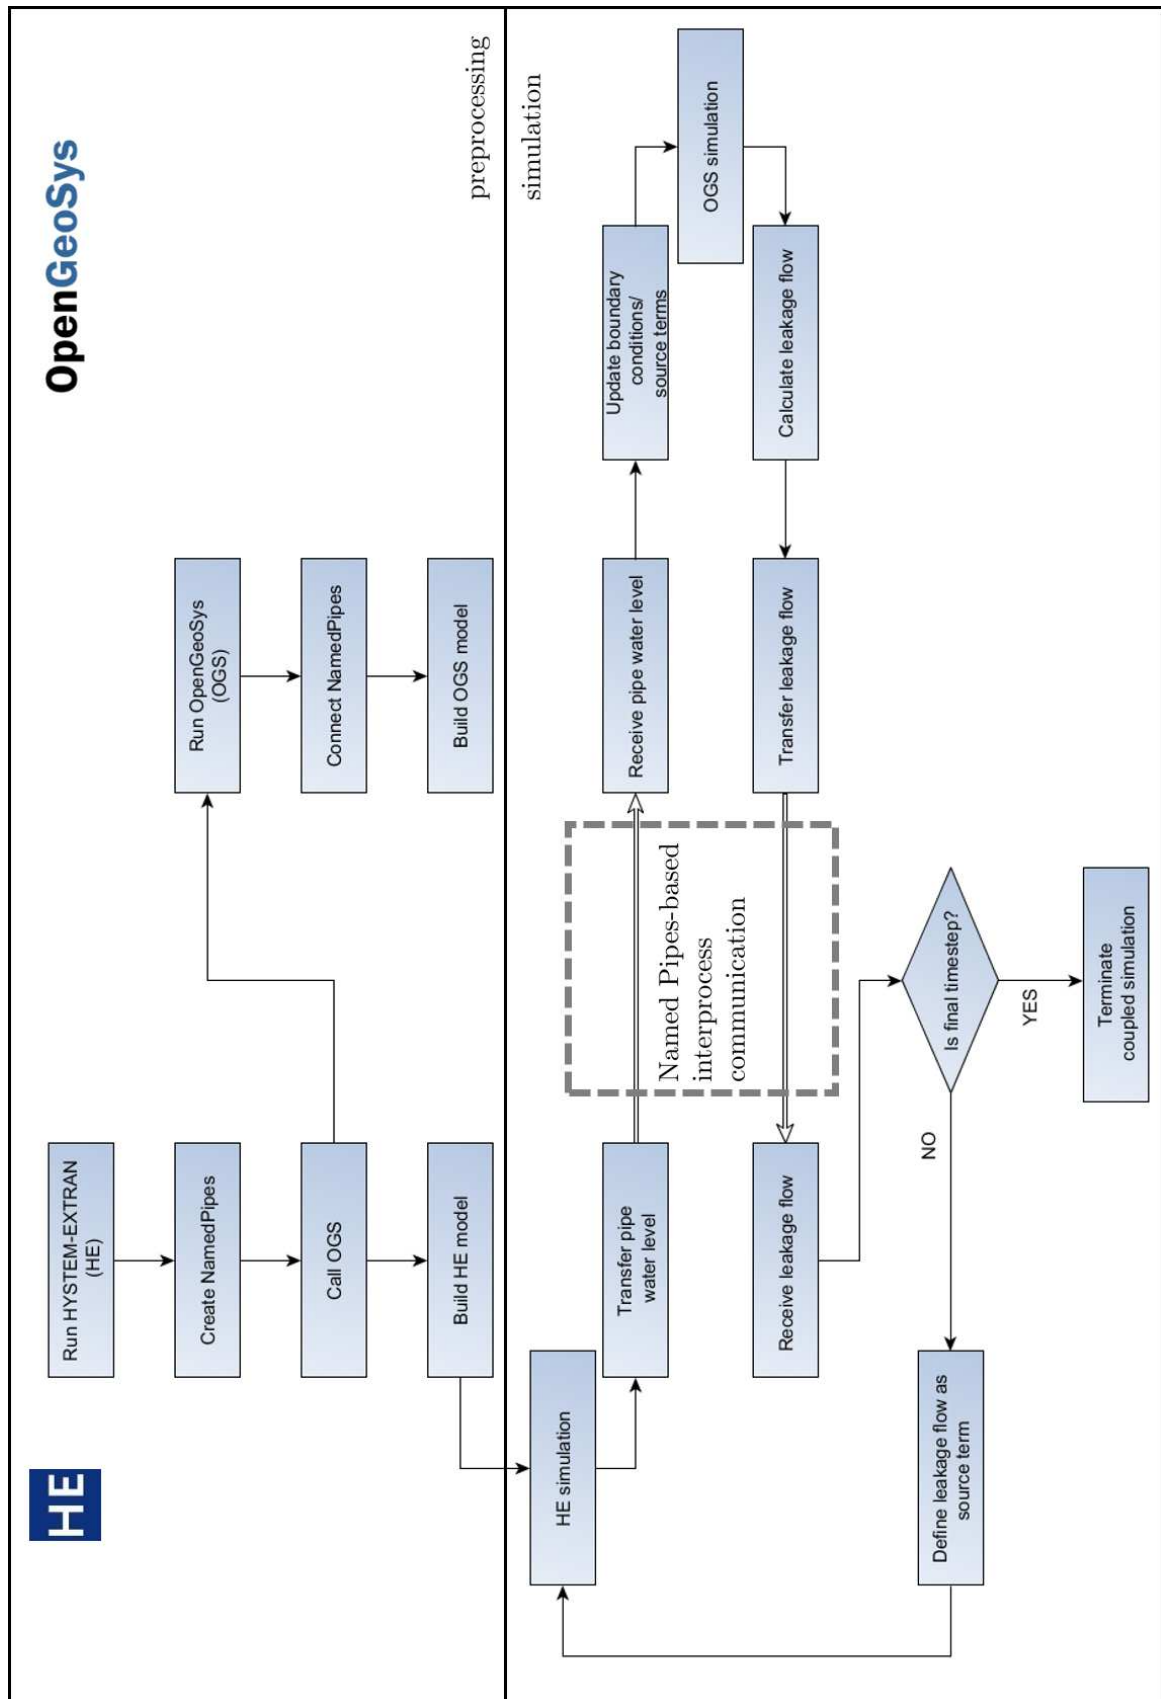 HE
OpenGeoSys
Run HYSTEM-EXTRAN
(HE)
Create NamedPipes
Call OGS
Build HE model
Run OpenGeoSys
(OGS)
Connect NamedPipes
Build OGS model
preprocessing
simulation
HE simulation
Transfer pipe
water level
Receive pipe water level
Update boundary
conditions/
source terms
OGS simulation
Named Pipes-based
interprocess
communication
Calculate leakage flow
Transfer leakage flow
Receive leakage flow
Is final timestep?
NO
YES
Define leakage flow as
source term
Terminate
coupled simulation